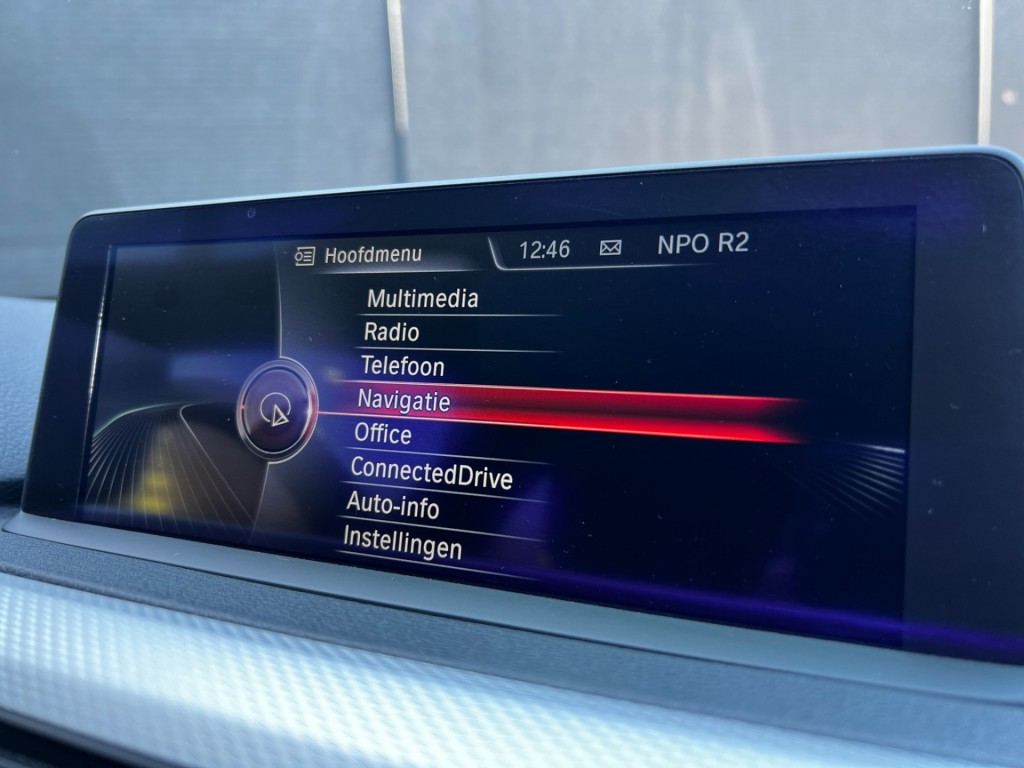 Hoofdmenu 12:46 NPO R2
Multimedia
Radio
Telefoon
Navigatie
Office
ConnectedDrive
Auto-info
Instellingen